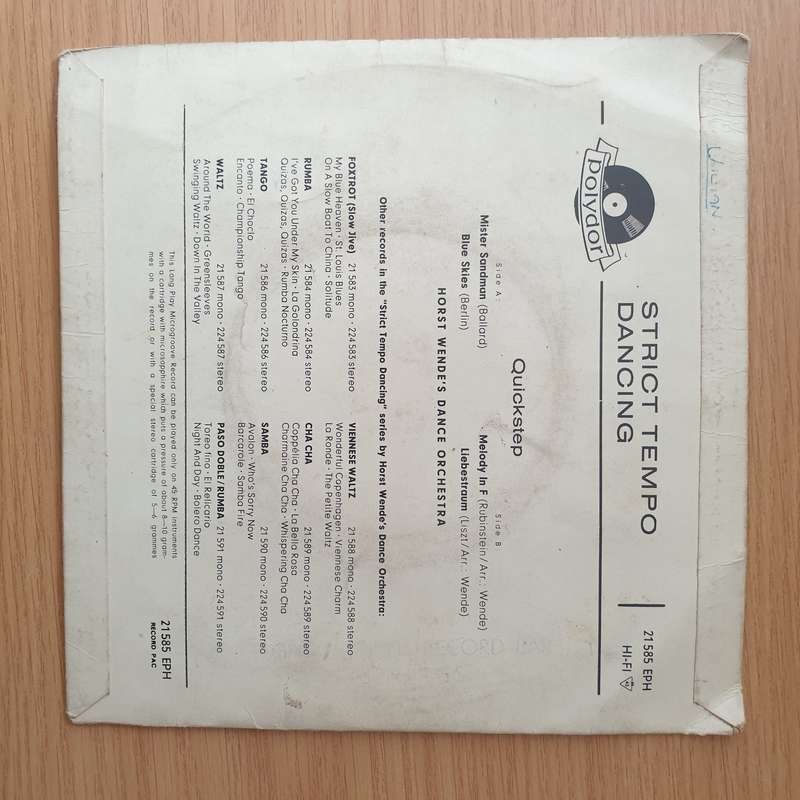 polydor
STRICT TEMPO
DANCING
21 585 EPH
HI-FI
Quickstep
Side A:
Mister Sandman (Ballard)
Blue Skies (Berlin)
Side B
Melody In F (Rubinstein/Arr.: Wende)
Liebestraum (Liszt/Arr.: Wende)
HORST WENDE'S DANCE ORCHESTRA
Other records in the "Strict Tempo Dancing" series by Horst Wende's Dance Orchestra:
FOXTROT (Slow Jive) 21 583 mono · 224 583 stereo
My Blue Heaven · St. Louis Blues
On A Slow Boat To China · Solitude
RUMBA 21 584 mono · 224 584 stereo
I've Got You Under My Skin · La Golondrina
Quizas, Quizas, Quizas · Rumba Nocturno
TANGO 21 586 mono · 224 586 stereo
Poema · El Choclo
Encanto · Championship Tango
WALTZ 21 587 mono · 224 587 stereo
Around The World · Greensleeves
Swinging Waltz · Down In The Valley
VIENNESE WALTZ 21 588 mono · 224 588 stereo
Wonderful Copenhagen · Viennese Charm
La Ronde · The Petite Waltz
CHA CHA 21 589 mono · 224 589 stereo
Coppélia Cha Cha · La Bella Rosa
Charmaine Cha Cha · Whispering Cha Cha
SAMBA 21 590 mono · 224 590 stereo
Avalon · Who's Sorry Now
Barcarole · Samba Fire
PASO DOBLE/RUMBA 21 591 mono · 224 591 stereo
Toreo fino · El Relicario
Night And Day · Bolero Dance
This Long Play Microgroove Record can be played only on 45 RPM instruments
with a cartridge with microsapphire which puts a pressure of about 8—10 gram-
mes on the record or with a special stereo cartridge of 5—6 grammes
21 585 EPH
RECORD PAC